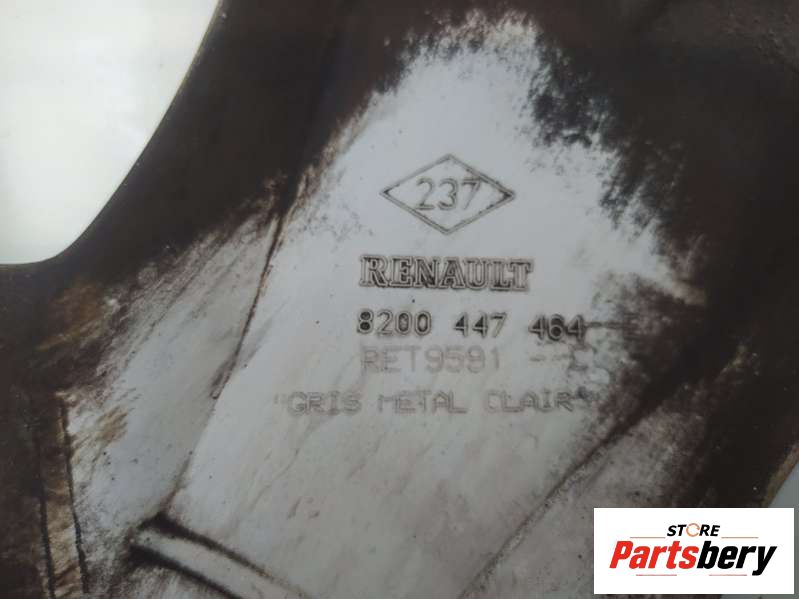 237
RENAULT
8200 447 464
RET9591
"GRIS METAL CLAIR"
STORE
Partsbery